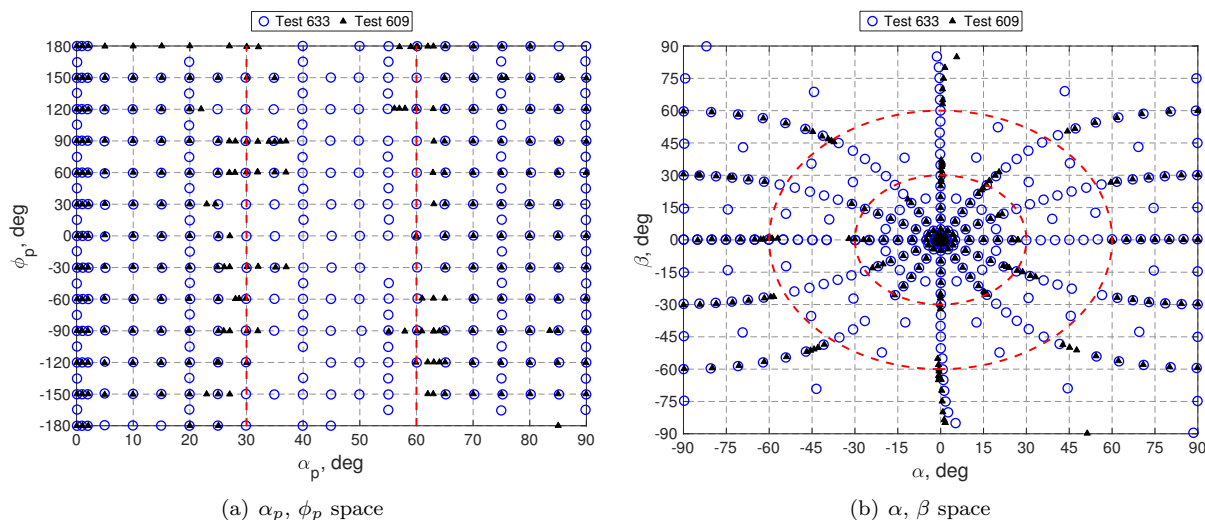 Test 633 Test 609
180
150
120
90
60
30
0
-30
-60
-90
-120
-150
-180
ϕp, deg
0 10 20 30 40 50 60 70 80 90
αp, deg
(a) αp, ϕp space
Test 633 Test 609
90
75
60
45
30
15
0
-15
-30
-45
-60
-75
-90
β, deg
-90 -75 -60 -45 -30 -15 0 15 30 45 60 75 90
α, deg
(b) α, β space